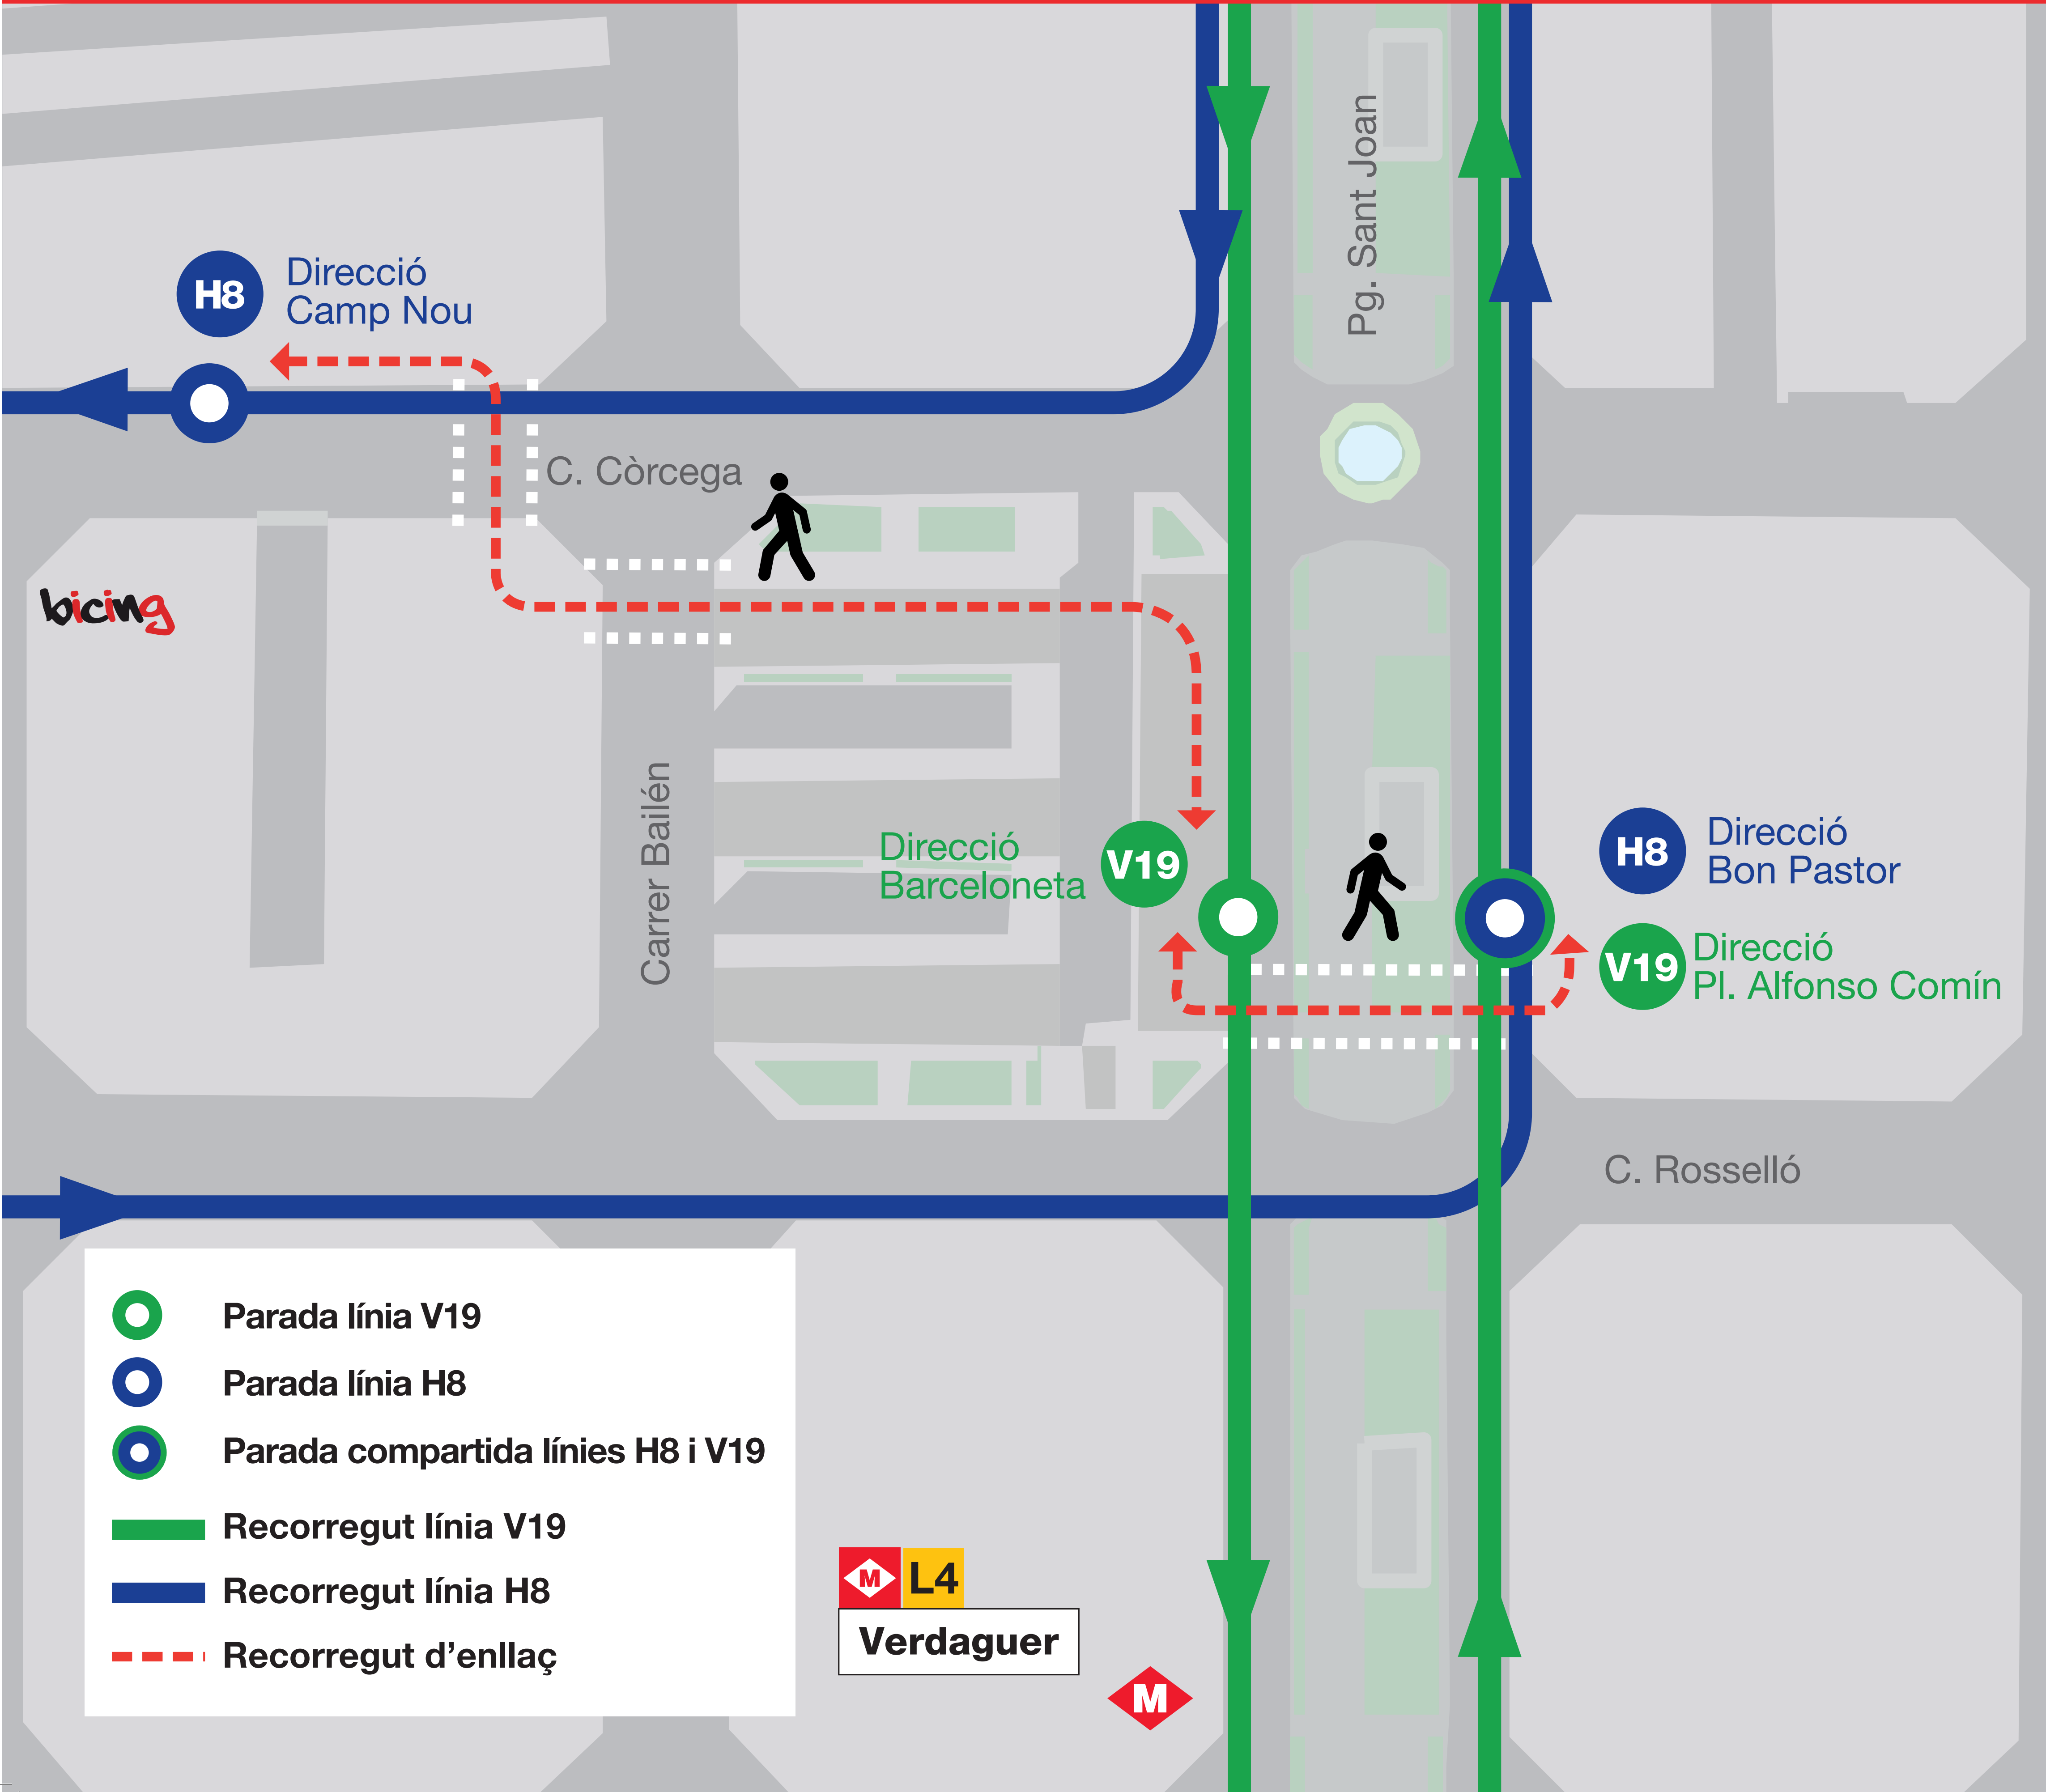 Pg. Sant Joan
H8
Direcció
Camp Nou
C. Còrcega
bicing
Carrer Bailén
Direcció
Barceloneta
V19
H8
Direcció
Bon Pastor
V19
Direcció
Pl. Alfonso Comín
C. Rosselló
Parada línia V19
Parada línia H8
Parada compartida línies H8 i V19
Recorregut línia V19
Recorregut línia H8
Recorregut d’enllaç
M L4
Verdaguer
M